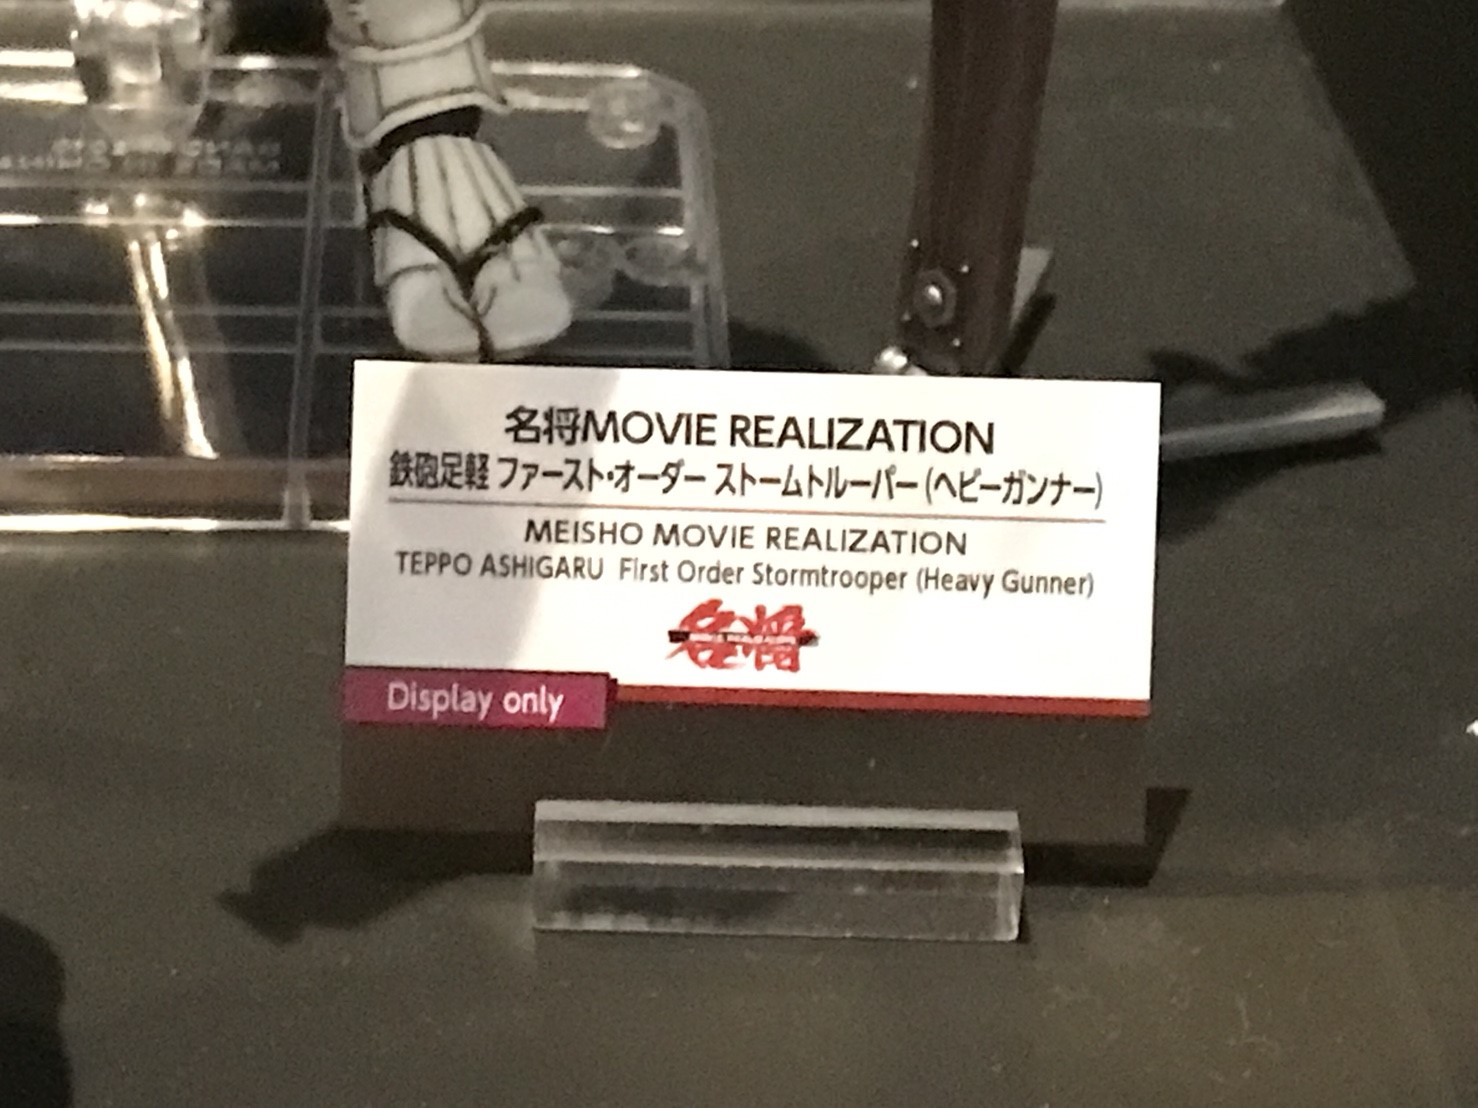 名将MOVIE REALIZATION
鉄砲足軽 ファースト・オーダー ストームトルーパー (ヘビーガンナー)
MEISHO MOVIE REALIZATION
TEPPO ASHIGARU First Order Stormtrooper (Heavy Gunner)
名将
Display only